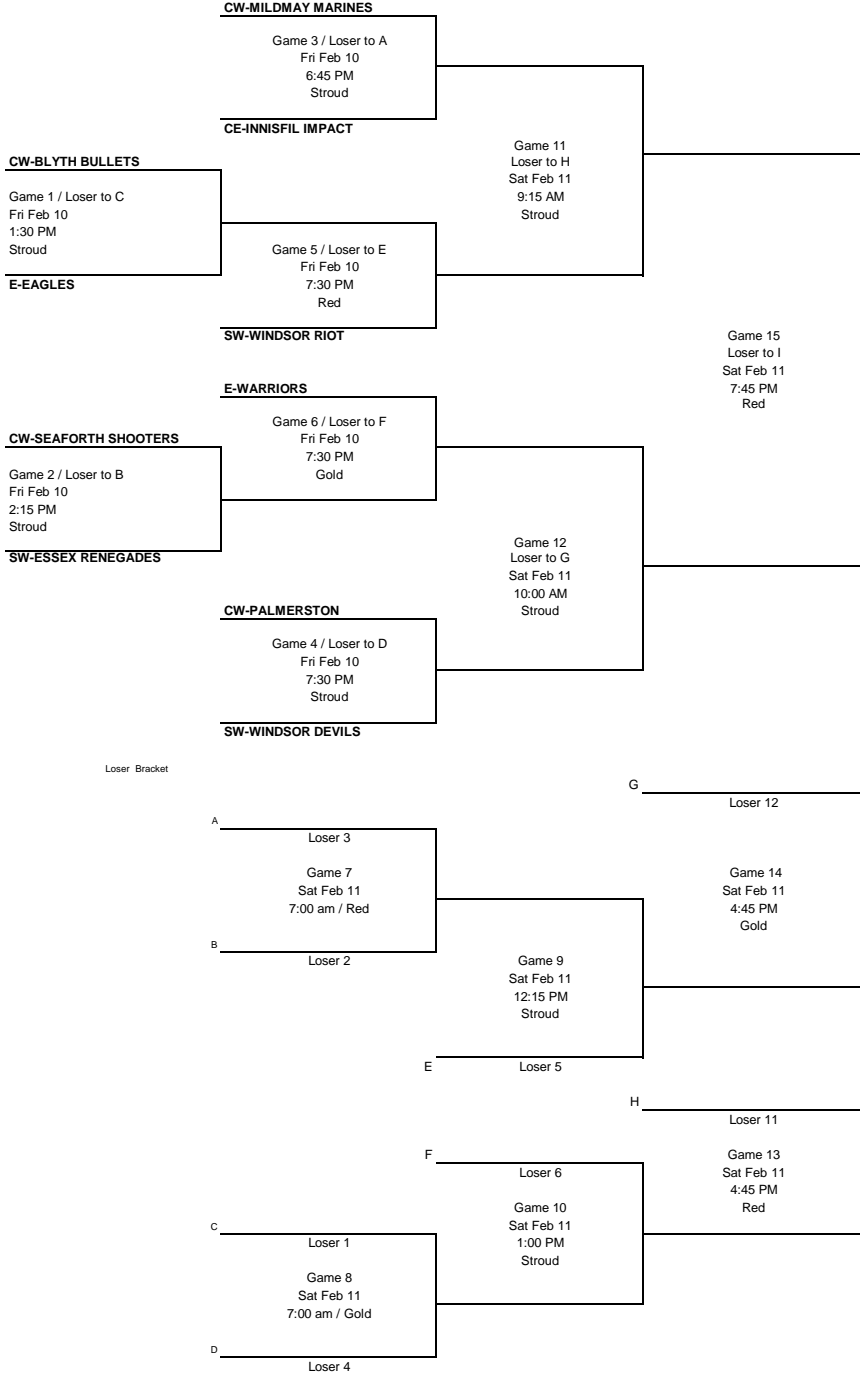 CW-MILDMAY MARINES
Game 3 / Loser to A
Fri Feb 10
6:45 PM
Stroud
CE-INNISFIL IMPACT
Game 11
Loser to H
Sat Feb 11
9:15 AM
Stroud
CW-BLYTH BULLETS
Game 1 / Loser to C
Fri Feb 10
1:30 PM
Stroud
E-EAGLES
Game 5 / Loser to E
Fri Feb 10
7:30 PM
Red
SW-WINDSOR RIOT
Game 15
Loser to I
Sat Feb 11
7:45 PM
Red
E-WARRIORS
Game 6 / Loser to F
Fri Feb 10
7:30 PM
Gold
CW-SEAFORTH SHOOTERS
Game 2 / Loser to B
Fri Feb 10
2:15 PM
Stroud
SW-ESSEX RENEGADES
Game 12
Loser to G
Sat Feb 11
10:00 AM
Stroud
CW-PALMERSTON
Game 4 / Loser to D
Fri Feb 10
7:30 PM
Stroud
SW-WINDSOR DEVILS
Loser Bracket
G
Loser 12
A
Loser 3
Game 7
Sat Feb 11
7:00 am / Red
B
Loser 2
Game 14
Sat Feb 11
4:45 PM
Gold
Game 9
Sat Feb 11
12:15 PM
Stroud
E
Loser 5
H
Loser 11
Game 13
Sat Feb 11
4:45 PM
Red
F
Loser 6
Game 10
Sat Feb 11
1:00 PM
Stroud
C
Loser 1
Game 8
Sat Feb 11
7:00 am / Gold
D
Loser 4